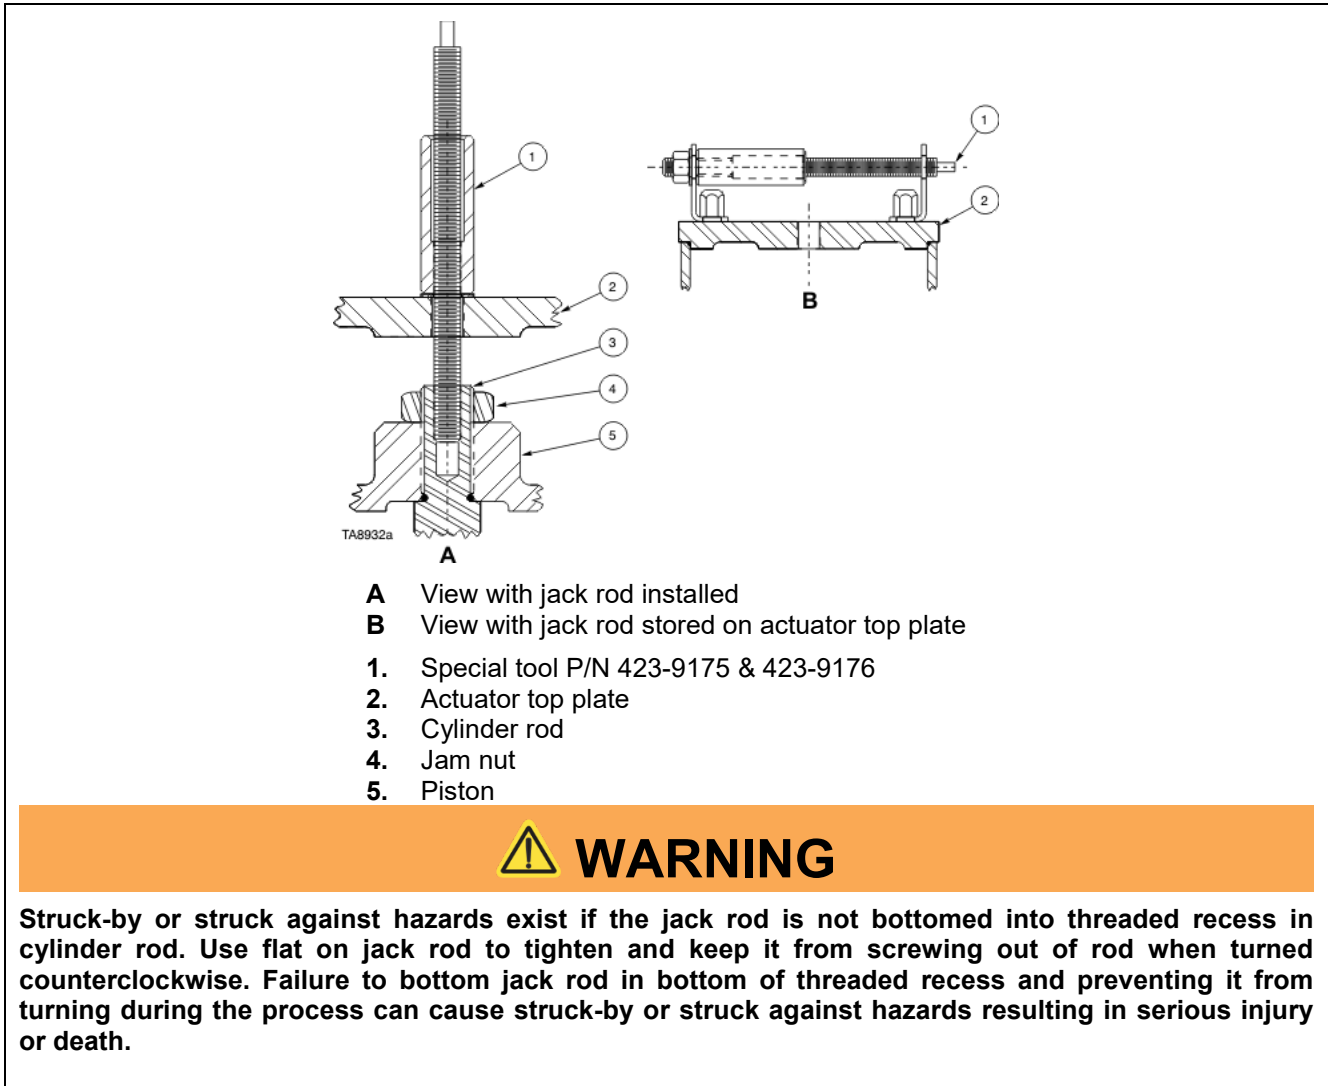 1
2
3
4
5
TA8932a
A
1
2
B
A View with jack rod installed
B View with jack rod stored on actuator top plate
1. Special tool P/N 423-9175 & 423-9176
2. Actuator top plate
3. Cylinder rod
4. Jam nut
5. Piston
WARNING
Struck-by or struck against hazards exist if the jack rod is not bottomed into threaded recess in
cylinder rod. Use flat on jack rod to tighten and keep it from screwing out of rod when turned
counterclockwise. Failure to bottom jack rod in bottom of threaded recess and preventing it from
turning during the process can cause struck-by or struck against hazards resulting in serious injury
or death.